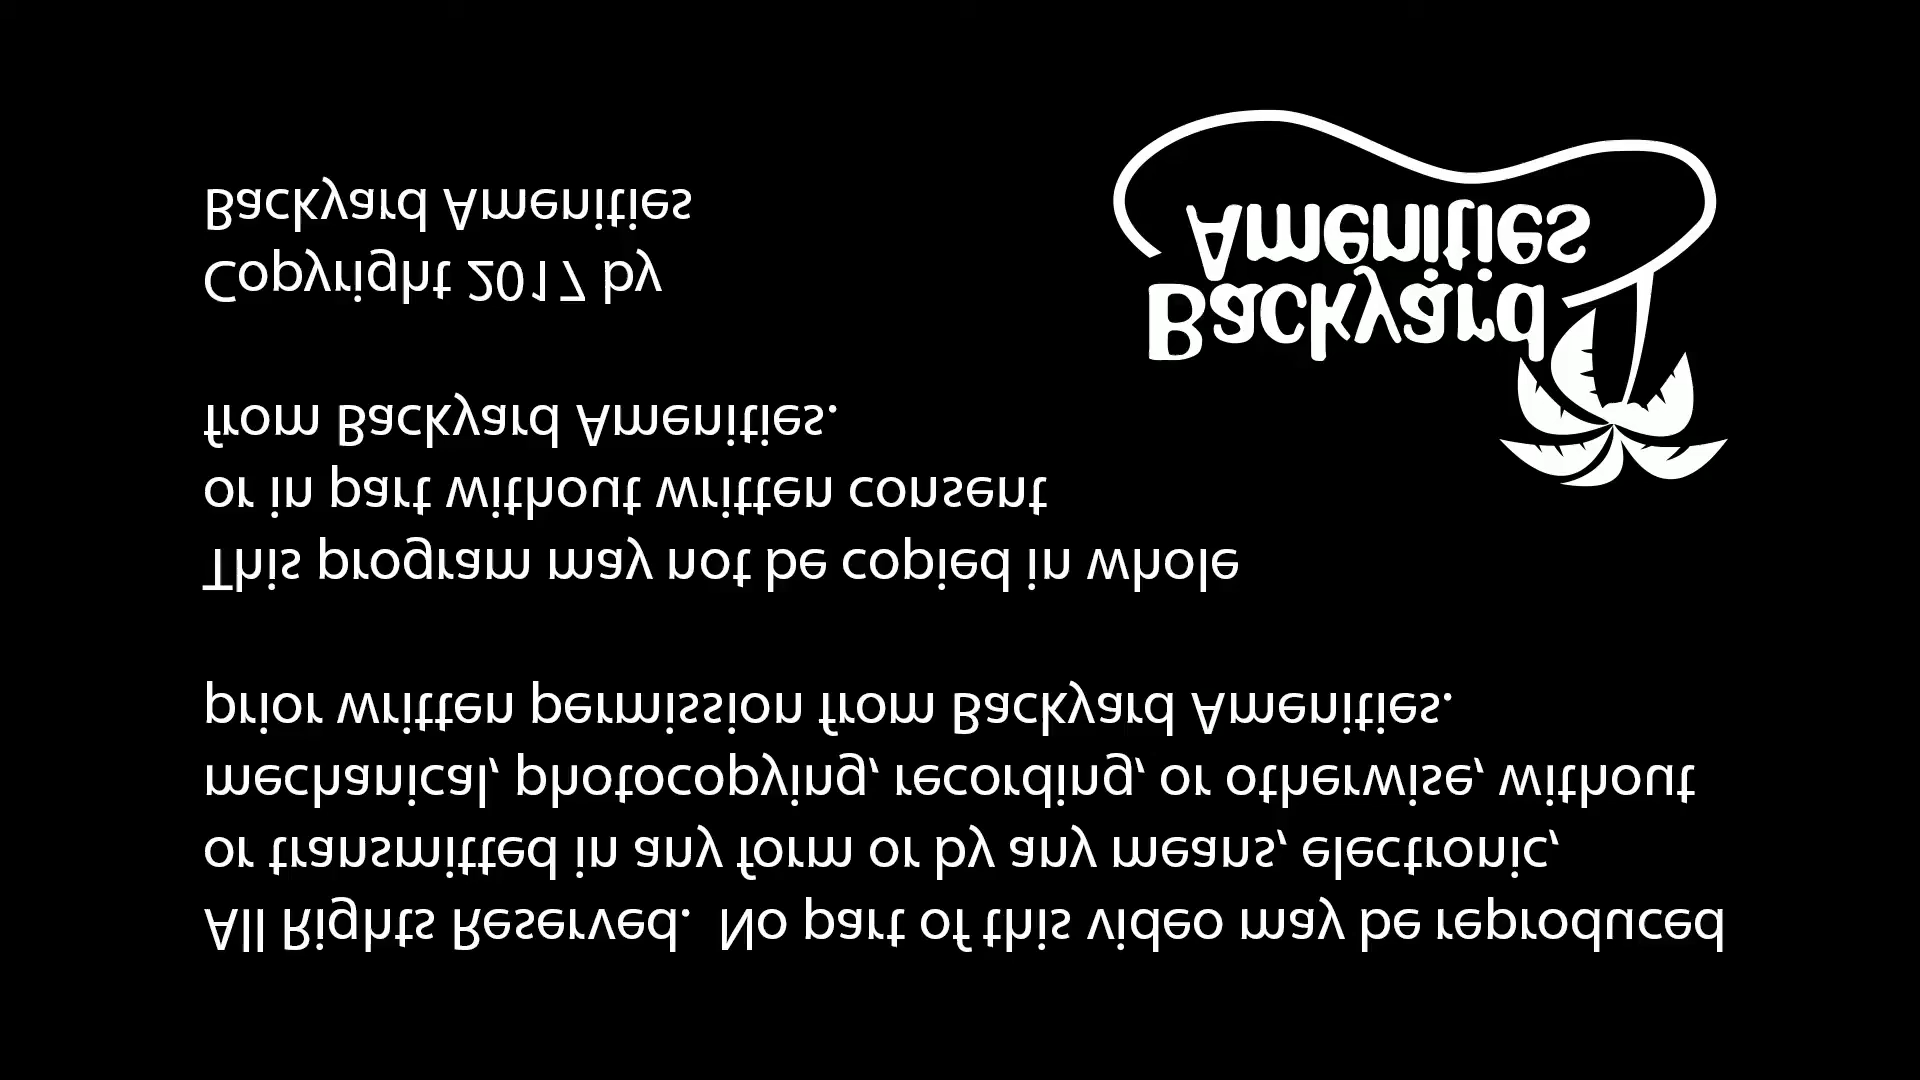 All Rights Reserved.  No part of this video may be reproduced
or transmitted in any form or by any means, electronic,
mechanical, photocopying, recording, or otherwise, without
prior written permission from Backyard Amenities.
This program may not be copied in whole
or in part without written consent
from Backyard Amenities.
Copyright 2017 by
Backyard Amenities
Backyard
Amenities